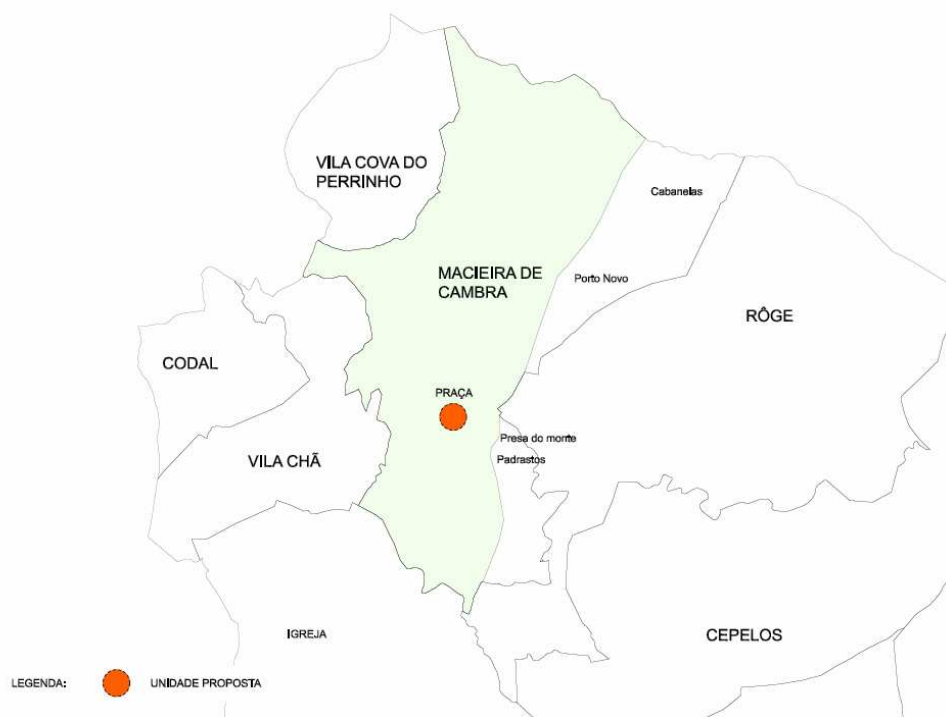 VILA COVA DO
PERRINHO
Cabanelas
MACIEIRA DE
CAMBRA
Porto Novo
RÔGE
CODAL
PRAÇA
Presa do monte
Padrastos
VILA CHÃ
IGREJA
CEPELOS
LEGENDA:
UNIDADE PROPOSTA